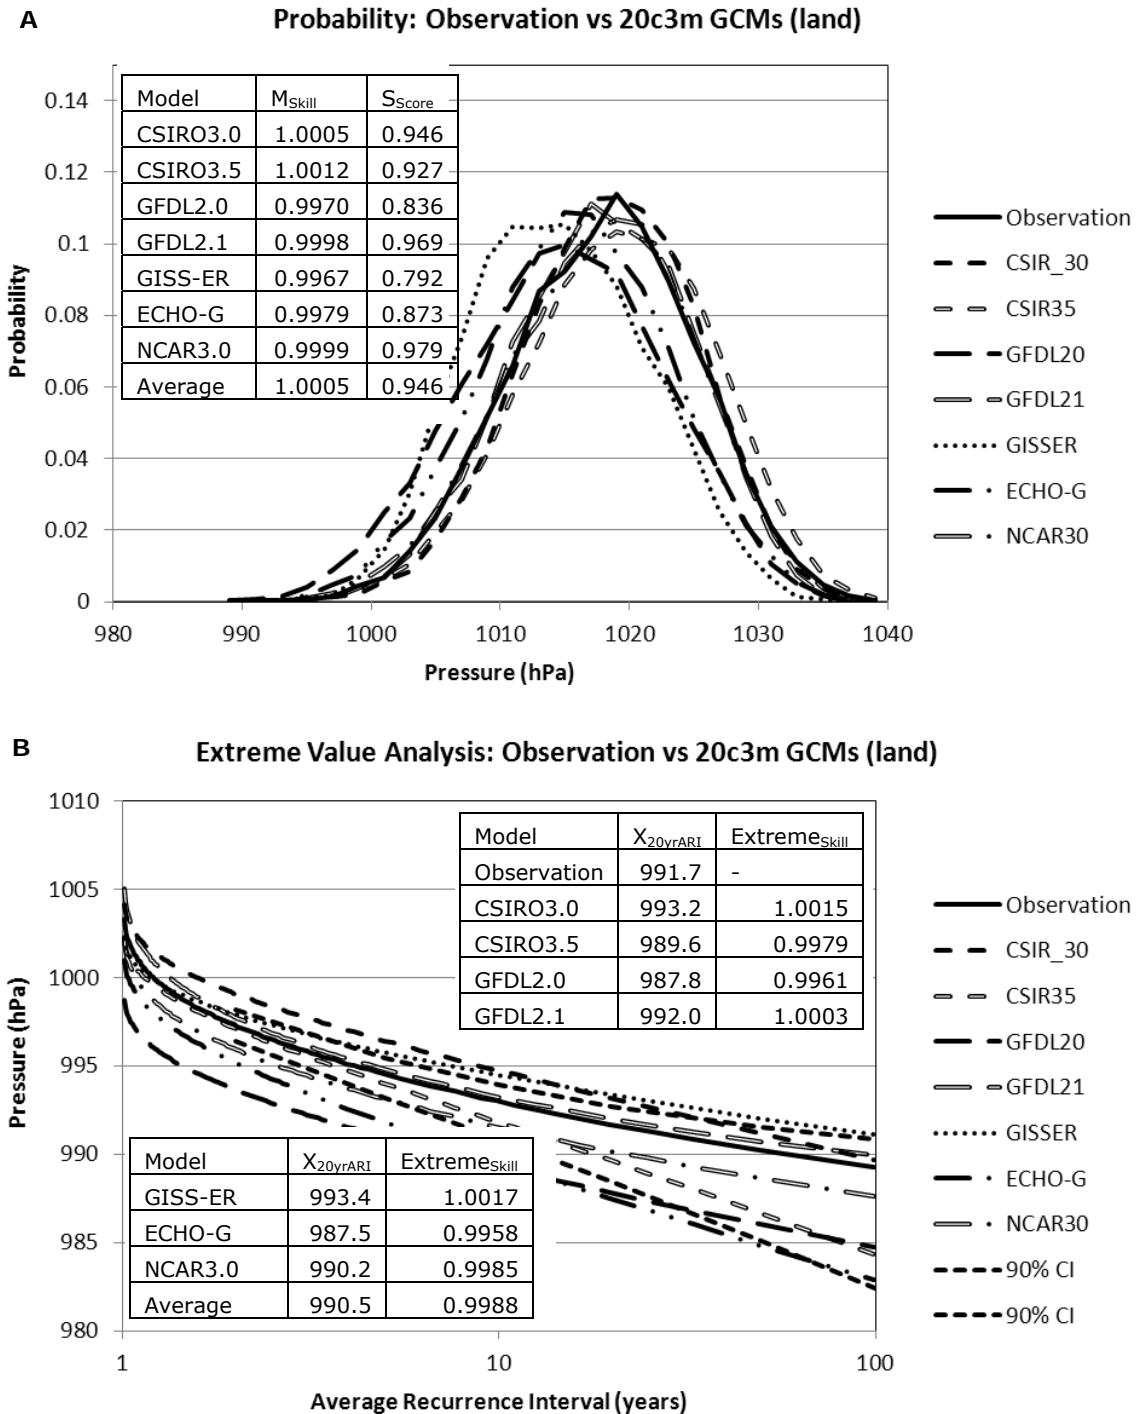 A
Probability: Observation vs 20c3m GCMs (land)
Probability
0.14
0.12
0.1
0.08
0.06
0.04
0.02
0
Model MSkill SScore
CSIRO3.0 1.0005 0.946
CSIRO3.5 1.0012 0.927
GFDL2.0 0.9970 0.836
GFDL2.1 0.9998 0.969
GISS-ER 0.9967 0.792
ECHO-G 0.9979 0.873
NCAR3.0 0.9999 0.979
Average 1.0005 0.946
980 990 1000 1010 1020 1030 1040
Pressure (hPa)
Observation
CSIR_30
CSIR35
GFDL20
GFDL21
GISSER
ECHO-G
NCAR30
B
Extreme Value Analysis: Observation vs 20c3m GCMs (land)
Pressure (hPa)
1010
1005
1000
995
990
985
980
Model X20yrARI ExtremeSkill
Observation 991.7 -
CSIRO3.0 993.2 1.0015
CSIRO3.5 989.6 0.9979
GFDL2.0 987.8 0.9961
GFDL2.1 992.0 1.0003
Model X20yrARI ExtremeSkill
GISS-ER 993.4 1.0017
ECHO-G 987.5 0.9958
NCAR3.0 990.2 0.9985
Average 990.5 0.9988
1 10 100
Average Recurrence Interval (years)
Observation
CSIR_30
CSIR35
GFDL20
GFDL21
GISSER
ECHO-G
NCAR30
90% CI
90% CI